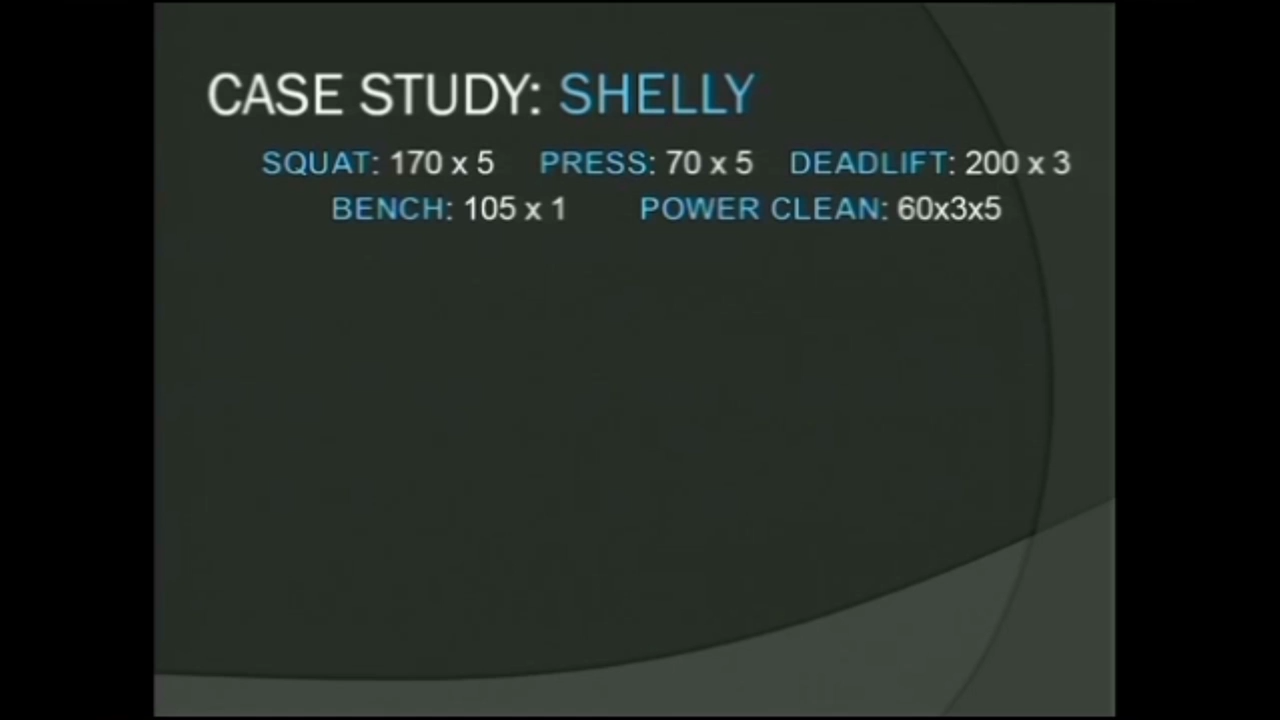 CASE STUDY: SHELLY
SQUAT: 170 x 5 PRESS: 70 x 5 DEADLIFT: 200 x 3
BENCH: 105 x 1 POWER CLEAN: 60x3x5